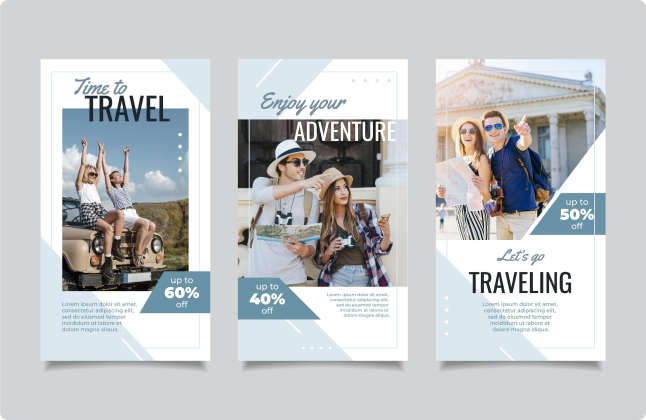 Time to
TRAVEL
up to
60%
off
Lorem ipsum dolor sit amet,
consectetur adipiscing elit,
sed do eiusmod tempor
incididunt ut labore et dolore
magna aliqua.
Enjoy your
ADVENTURE
up to
40%
off
Lorem ipsum dolor sit amet,
consectetur adipiscing elit,
sed do eiusmod tempor
incididunt ut labore et
dolore magna aliqua.
up to
50%
off
Let's go
TRAVELING
Lorem ipsum dolor sit amet,
consectetur adipiscing elit,
sed do eiusmod tempor
incididunt ut labore et
dolore magna aliqua.